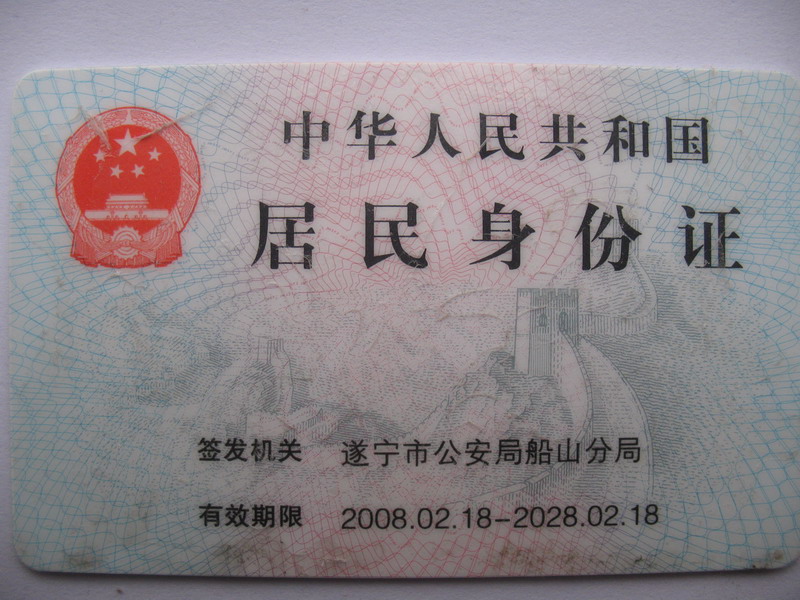 中华人民共和国
居民身份证
签发机关 遂宁市公安局船山分局
有效期限 2008.02.18-2028.02.18